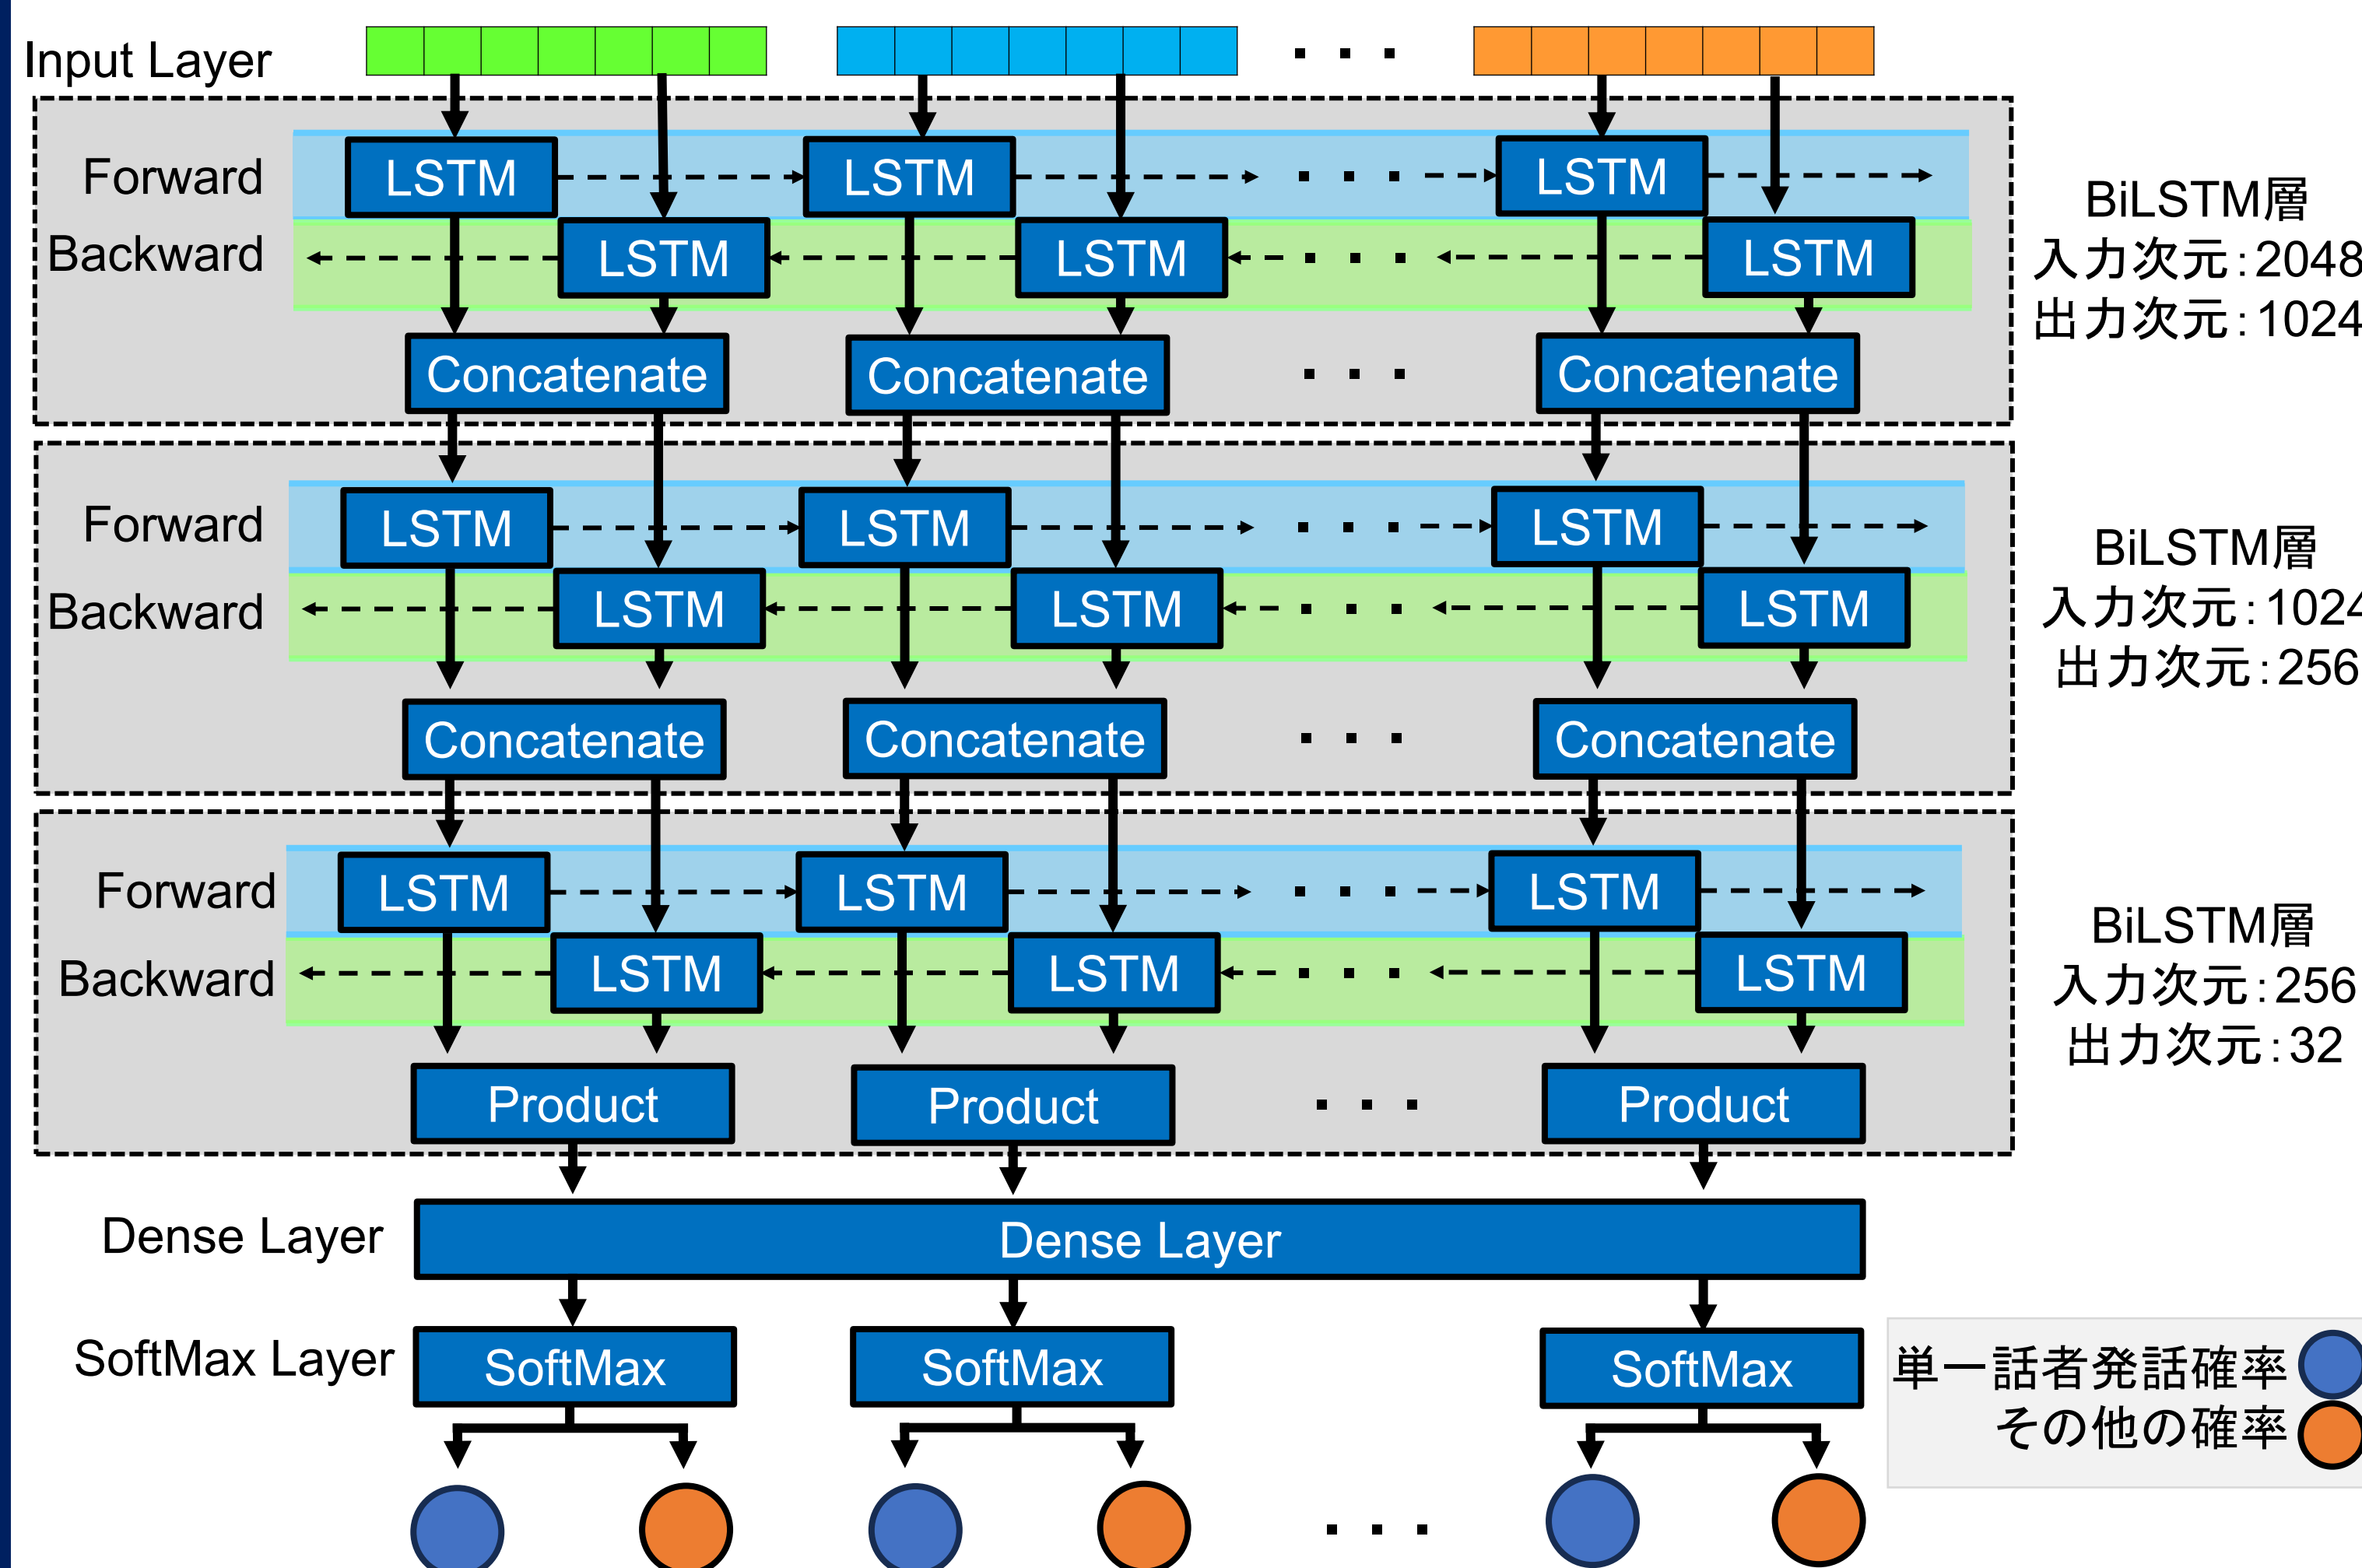 Input Layer
Forward
LSTM LSTM LSTM
Backward
LSTM LSTM LSTM
Concatenate Concatenate Concatenate
BiLSTM層
入力次元:2048
出力次元:1024
Forward
LSTM LSTM LSTM
Backward
LSTM LSTM LSTM
Concatenate Concatenate Concatenate
BiLSTM層
入力次元:1024
出力次元:256
Forward
LSTM LSTM LSTM
Backward
LSTM LSTM LSTM
Product Product Product
BiLSTM層
入力次元:256
出力次元:32
Dense Layer
Dense Layer
SoftMax Layer
SoftMax SoftMax SoftMax
単一話者発話確率
その他の確率